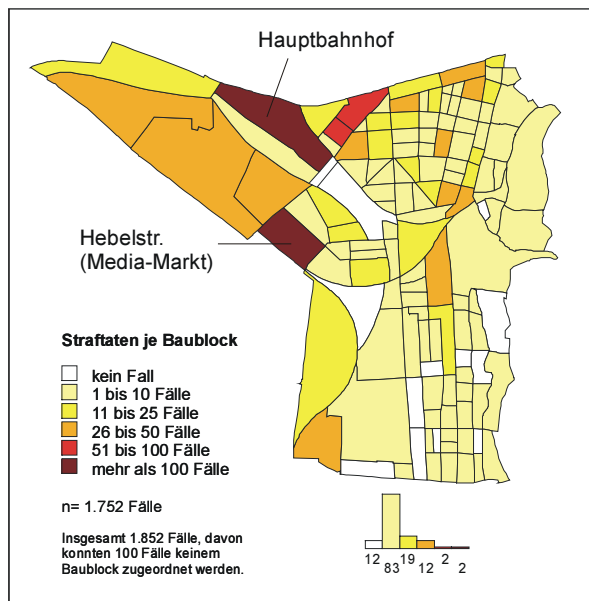 Hauptbahnhof
Hebelstr.
(Media-Markt)
Straftaten je Baublock
kein Fall
1 bis 10 Fälle
11 bis 25 Fälle
26 bis 50 Fälle
51 bis 100 Fälle
mehr als 100 Fälle
n= 1.752 Fälle
Insgesamt 1.852 Fälle, davon
konnten 100 Fälle keinem
Baublock zugeordnet werden.
12 83 19 12 2 2